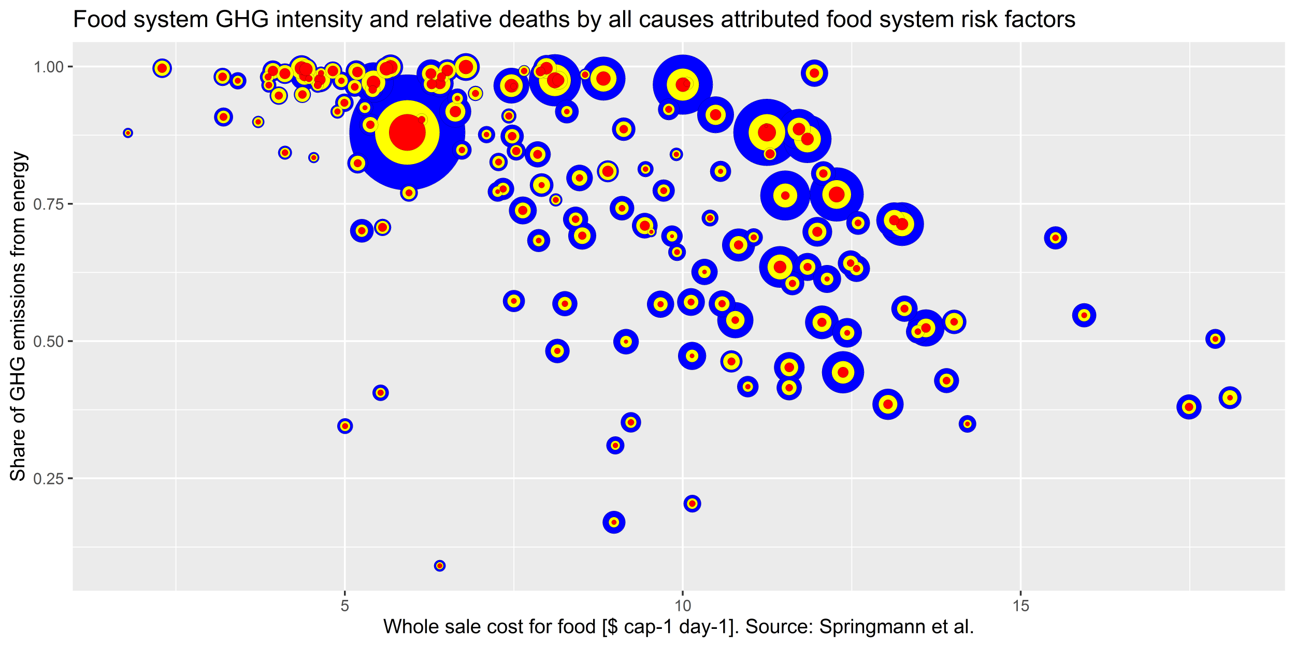 Food system GHG intensity and relative deaths by all causes attributed food system risk factors
Share of GHG emissions from energy
1.00
0.75
0.50
0.25
5 10 15
Whole sale cost for food [$ cap-1 day-1]. Source: Springmann et al.